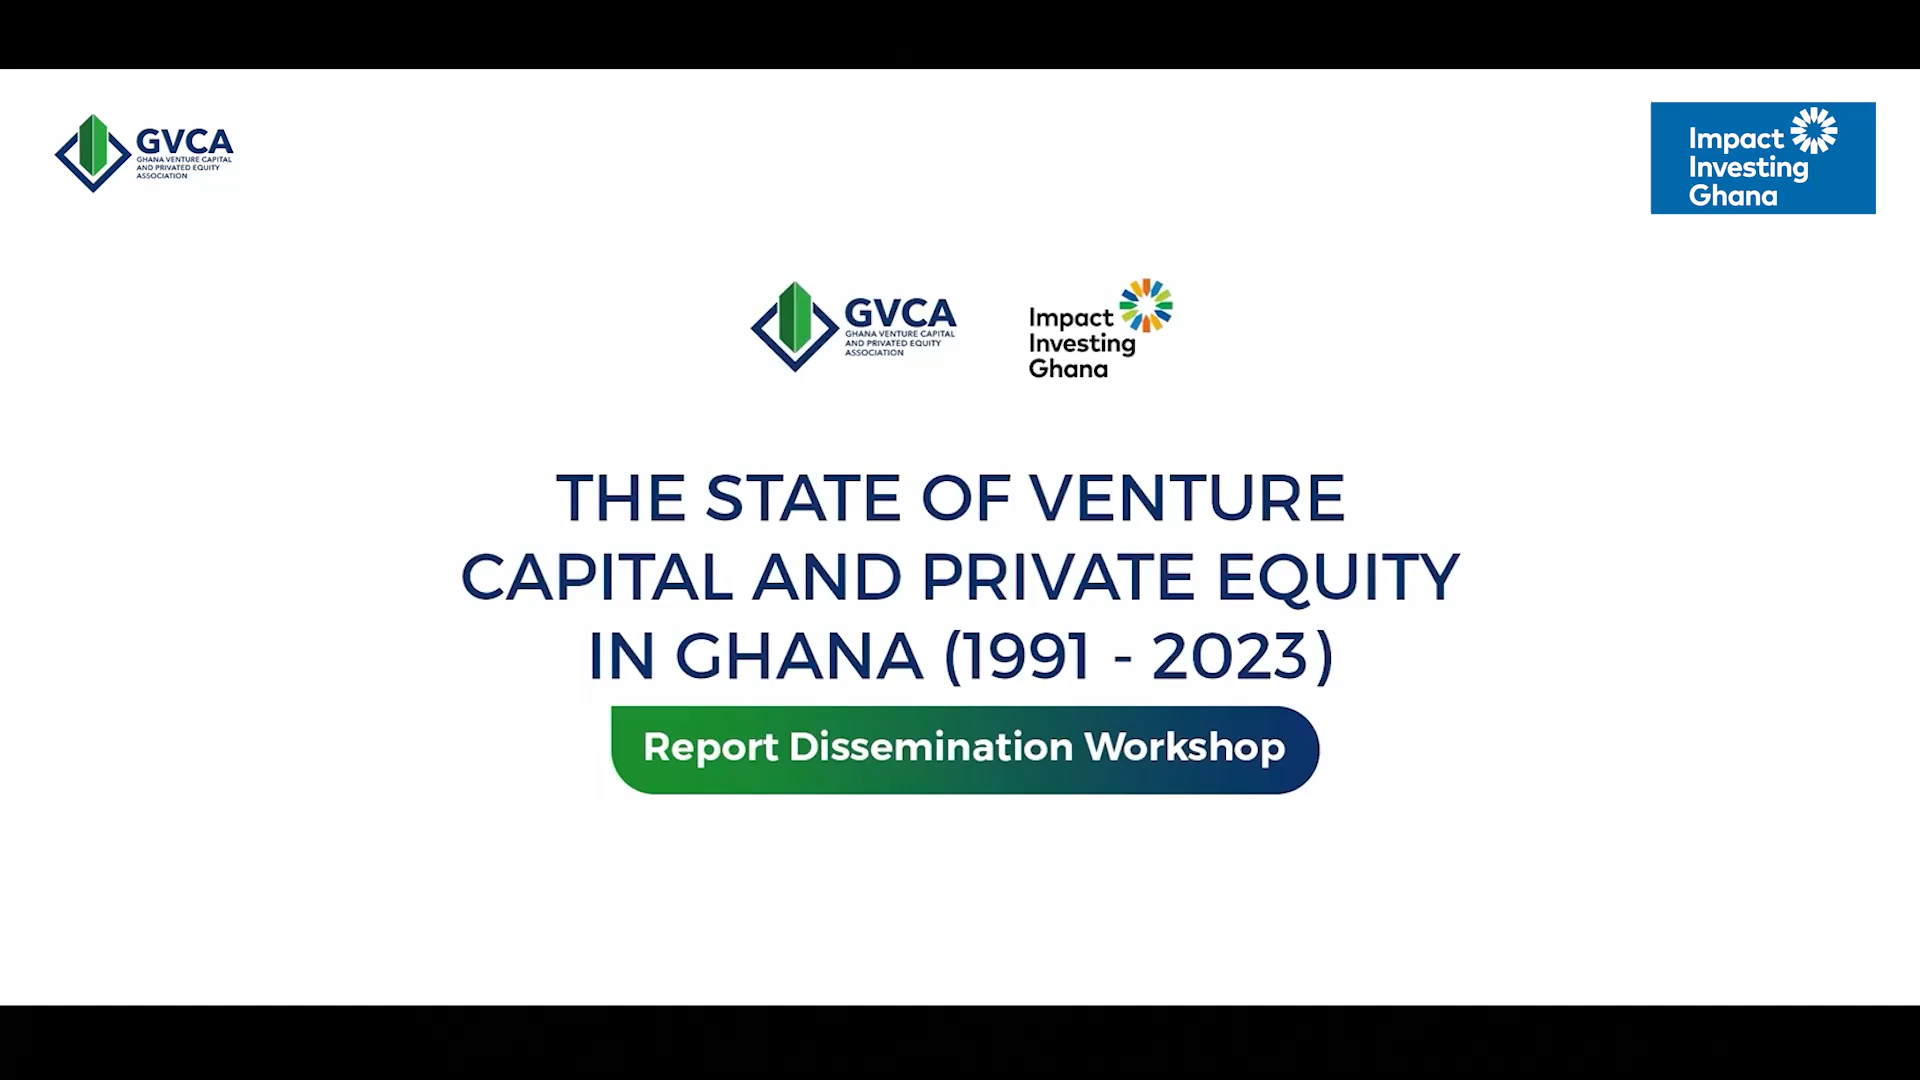 GVCA
GHANA VENTURE CAPITAL
AND PRIVATED EQUITY
ASSOCIATION
Impact
Investing
Ghana
GVCA
GHANA VENTURE CAPITAL
AND PRIVATED EQUITY
ASSOCIATION
Impact
Investing
Ghana
THE STATE OF VENTURE
CAPITAL AND PRIVATE EQUITY
IN GHANA (1991 - 2023)
Report Dissemination Workshop